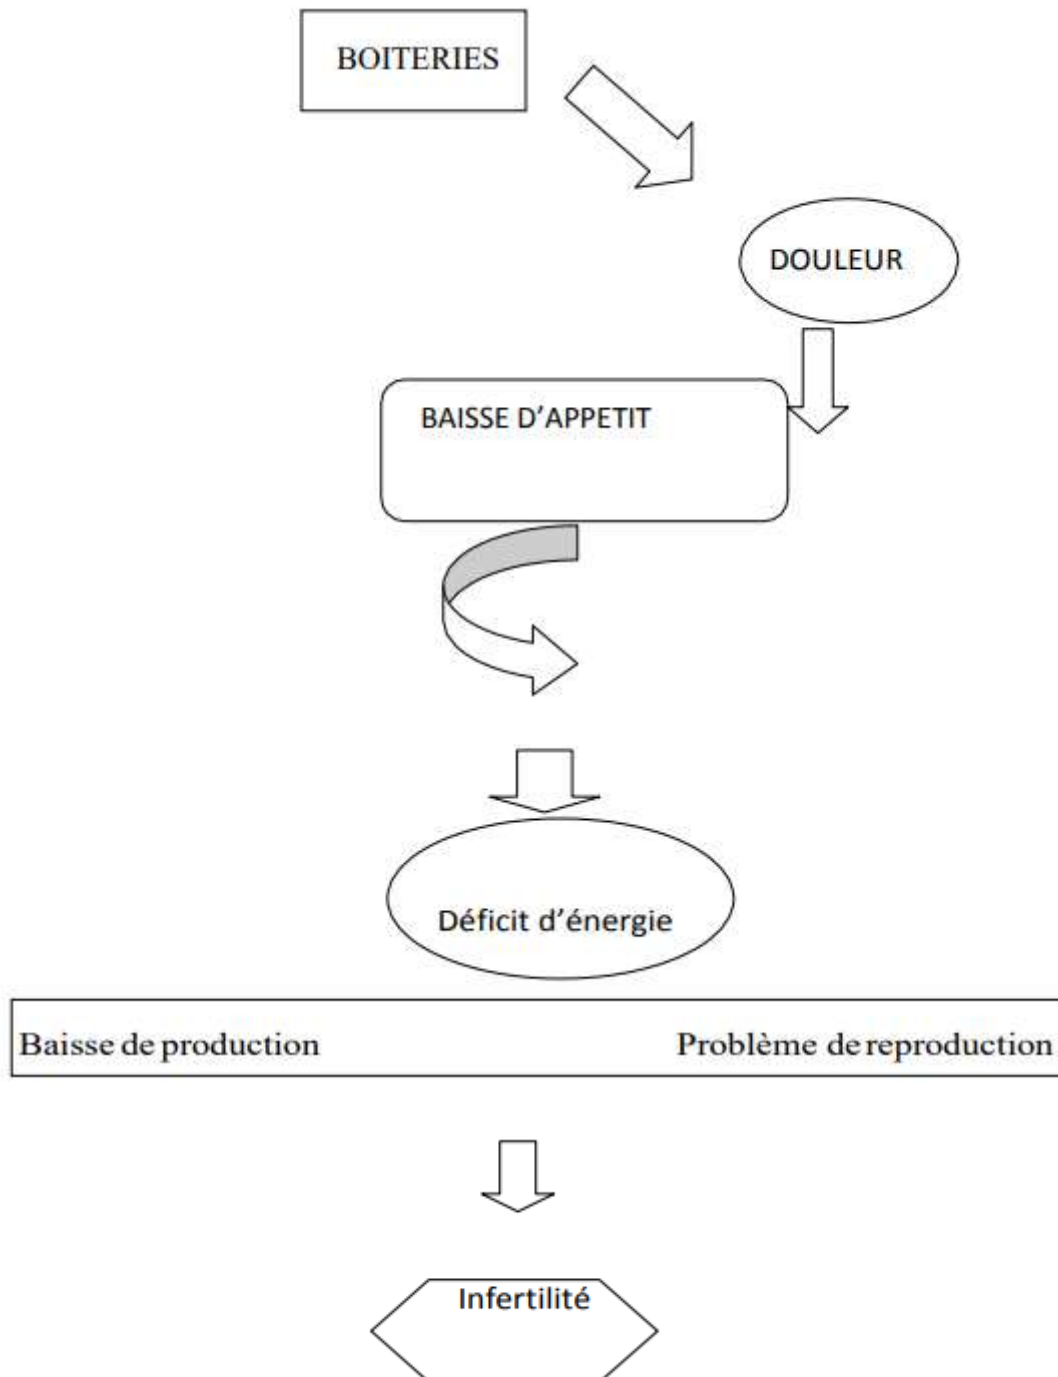 BOITERIES
DOULEUR
BAISSE D’APPETIT
Déficit d’énergie
Baisse de production Problème de reproduction
Infertilité